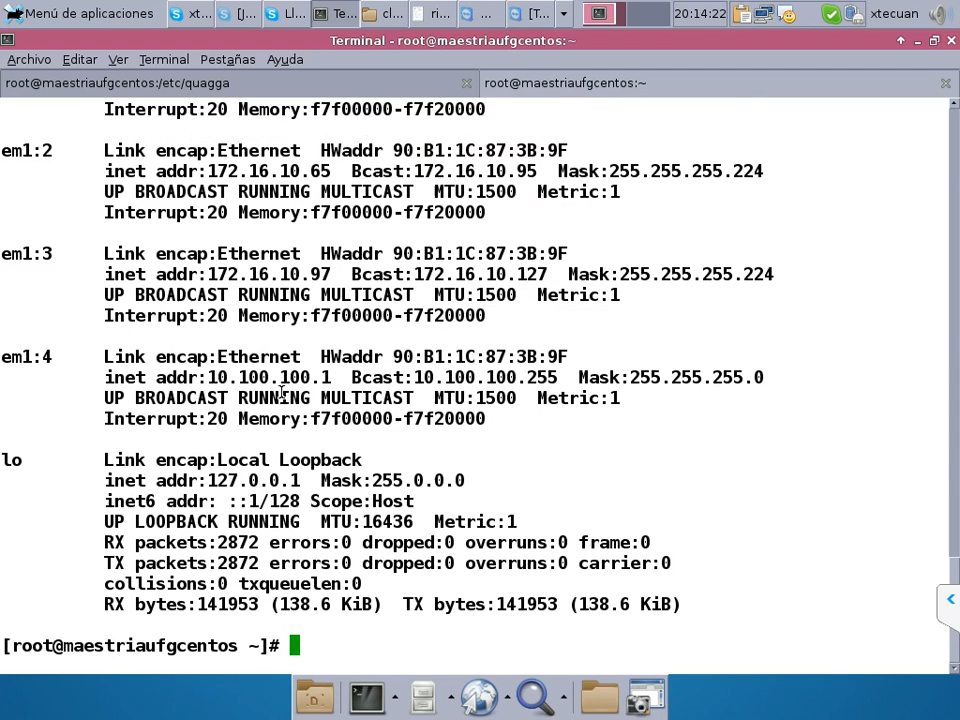 Menú de aplicaciones xt... [J... Ll... Te... cl... ri... ... [T... 20:14:22 xtecuan
Terminal - root@maestriaufgcentos:~
Archivo Editar Ver Terminal Pestañas Ayuda
root@maestriaufgcentos:/etc/quagga root@maestriaufgcentos:~
Interrupt:20 Memory:f7f00000-f7f20000
em1:2 Link encap:Ethernet HWaddr 90:B1:1C:87:3B:9F
inet addr:172.16.10.65 Bcast:172.16.10.95 Mask:255.255.255.224
UP BROADCAST RUNNING MULTICAST MTU:1500 Metric:1
Interrupt:20 Memory:f7f00000-f7f20000
em1:3 Link encap:Ethernet HWaddr 90:B1:1C:87:3B:9F
inet addr:172.16.10.97 Bcast:172.16.10.127 Mask:255.255.255.224
UP BROADCAST RUNNING MULTICAST MTU:1500 Metric:1
Interrupt:20 Memory:f7f00000-f7f20000
em1:4 Link encap:Ethernet HWaddr 90:B1:1C:87:3B:9F
inet addr:10.100.100.1 Bcast:10.100.100.255 Mask:255.255.255.0
UP BROADCAST RUNNING MULTICAST MTU:1500 Metric:1
Interrupt:20 Memory:f7f00000-f7f20000
lo Link encap:Local Loopback
inet addr:127.0.0.1 Mask:255.0.0.0
inet6 addr: ::1/128 Scope:Host
UP LOOPBACK RUNNING MTU:16436 Metric:1
RX packets:2872 errors:0 dropped:0 overruns:0 frame:0
TX packets:2872 errors:0 dropped:0 overruns:0 carrier:0
collisions:0 txqueuelen:0
RX bytes:141953 (138.6 KiB) TX bytes:141953 (138.6 KiB)
[root@maestriaufgcentos ~]#